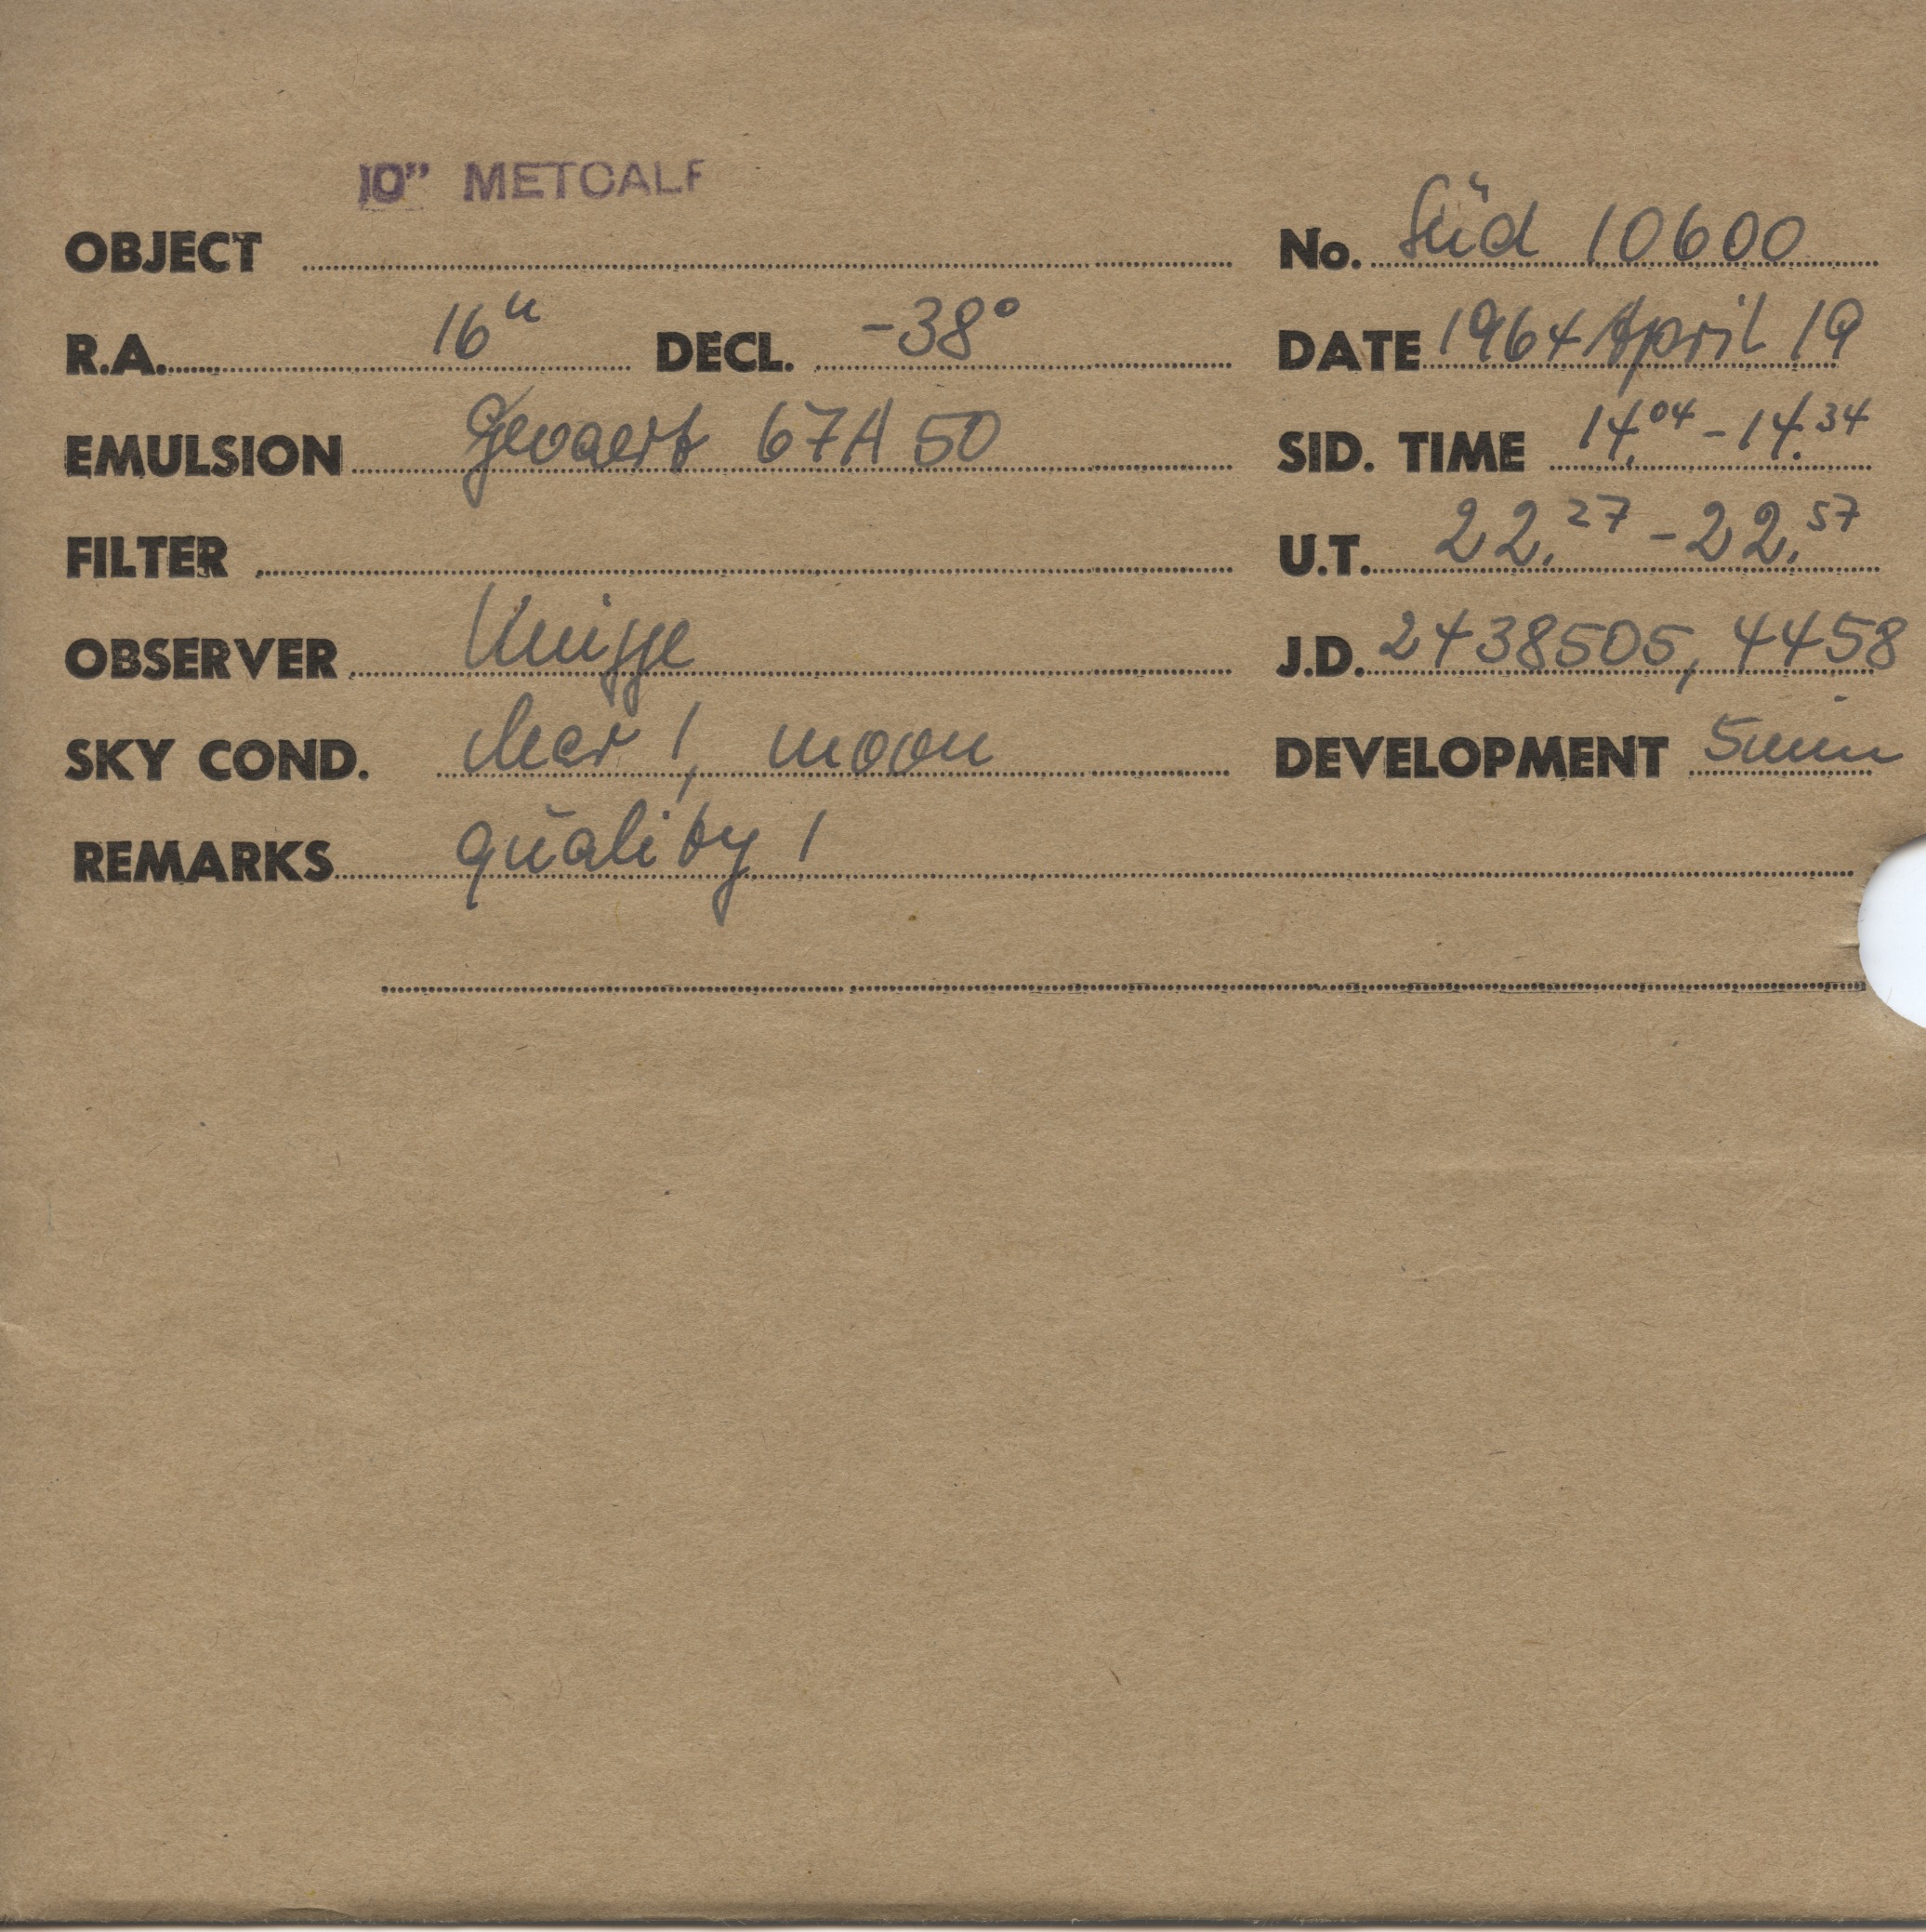 10" METCALF
OBJECT No. Süd 10600
R.A. 16h DECL. -38° DATE 1964 April 19
EMULSION Gevaert 67A50 SID. TIME 14.04 - 14.34
FILTER U.T. 22.27 - 22.57
OBSERVER Knigge J.D. 2438505,4458
SKY COND. clear 1, moon DEVELOPMENT 5min
REMARKS quality 1